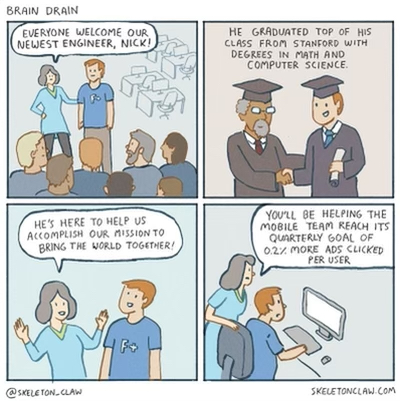 BRAIN DRAIN
EVERYONE WELCOME OUR
NEWEST ENGINEER, NICK!
F+
HE GRADUATED TOP OF HIS
CLASS FROM STANFORD WITH
DEGREES IN MATH AND
COMPUTER SCIENCE.
HE'S HERE TO HELP US
ACCOMPLISH OUR MISSION TO
BRING THE WORLD TOGETHER!
F+
YOU'LL BE HELPING THE
MOBILE TEAM REACH ITS
QUARTERLY GOAL OF
0.2% MORE ADS CLICKED
PER USER
@SKELETON_CLAW
SKELETONCLAW.COM